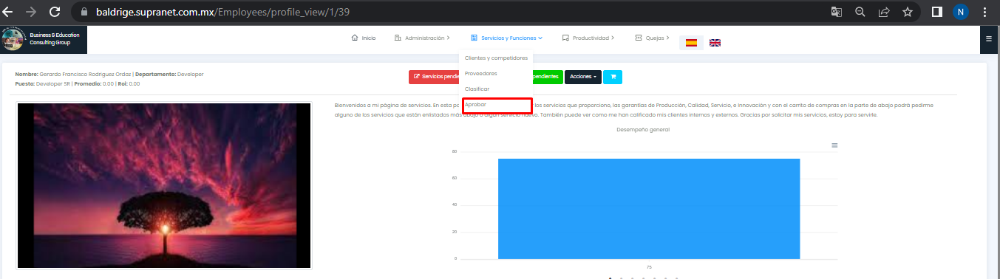 baldrige.supranet.com.mx/Employees/profile_view/1/39
N
Business & Education
Consulting Group
Inicio
Administración
Servicios y Funciones
Productividad
Quejas
Clientes y competidores
Proveedores
Clasificar
Aprobar
Nombre: Gerardo Francisco Rodriguez Ordaz | Departamento: Developer
Puesto: Developer SR | Promedio: 0.00 | Roi: 0.00
Servicios pendie
pendientes
Acciones
Bienvenidos a mi página de servicios. En esta po los servicios que proporciono, las garantías de Producción, Calidad, Servicio, e Innovación y con el carrito de compras en la parte de abajo podrá pedirme
alguno de los servicios que están enlistados más abajo o algún servicio nuevo. También puede ver como me han calificado mis clientes internos y externos. Gracias por solicitar mis servicios, estoy para servirle.
Desempeño general
80
60
40
20
0
75